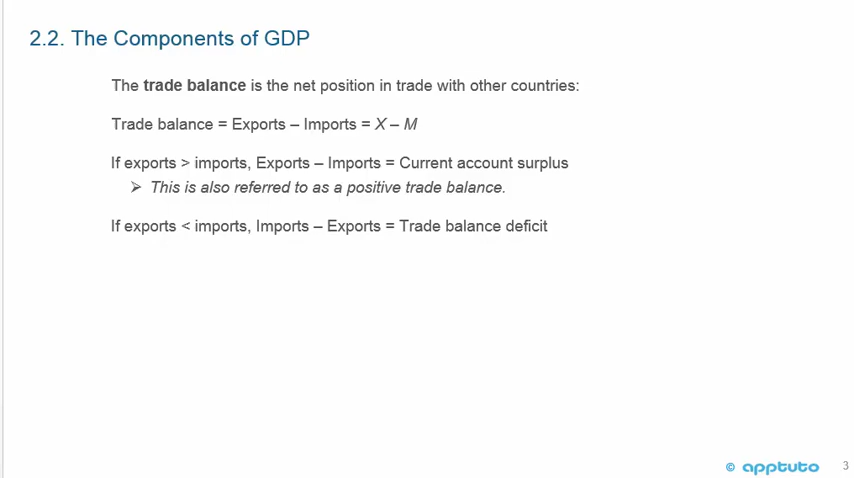 2.2. The Components of GDP
The trade balance is the net position in trade with other countries:
Trade balance = Exports – Imports = X – M
If exports > imports, Exports – Imports = Current account surplus
➢ This is also referred to as a positive trade balance.
If exports < imports, Imports – Exports = Trade balance deficit
© apptuto 3